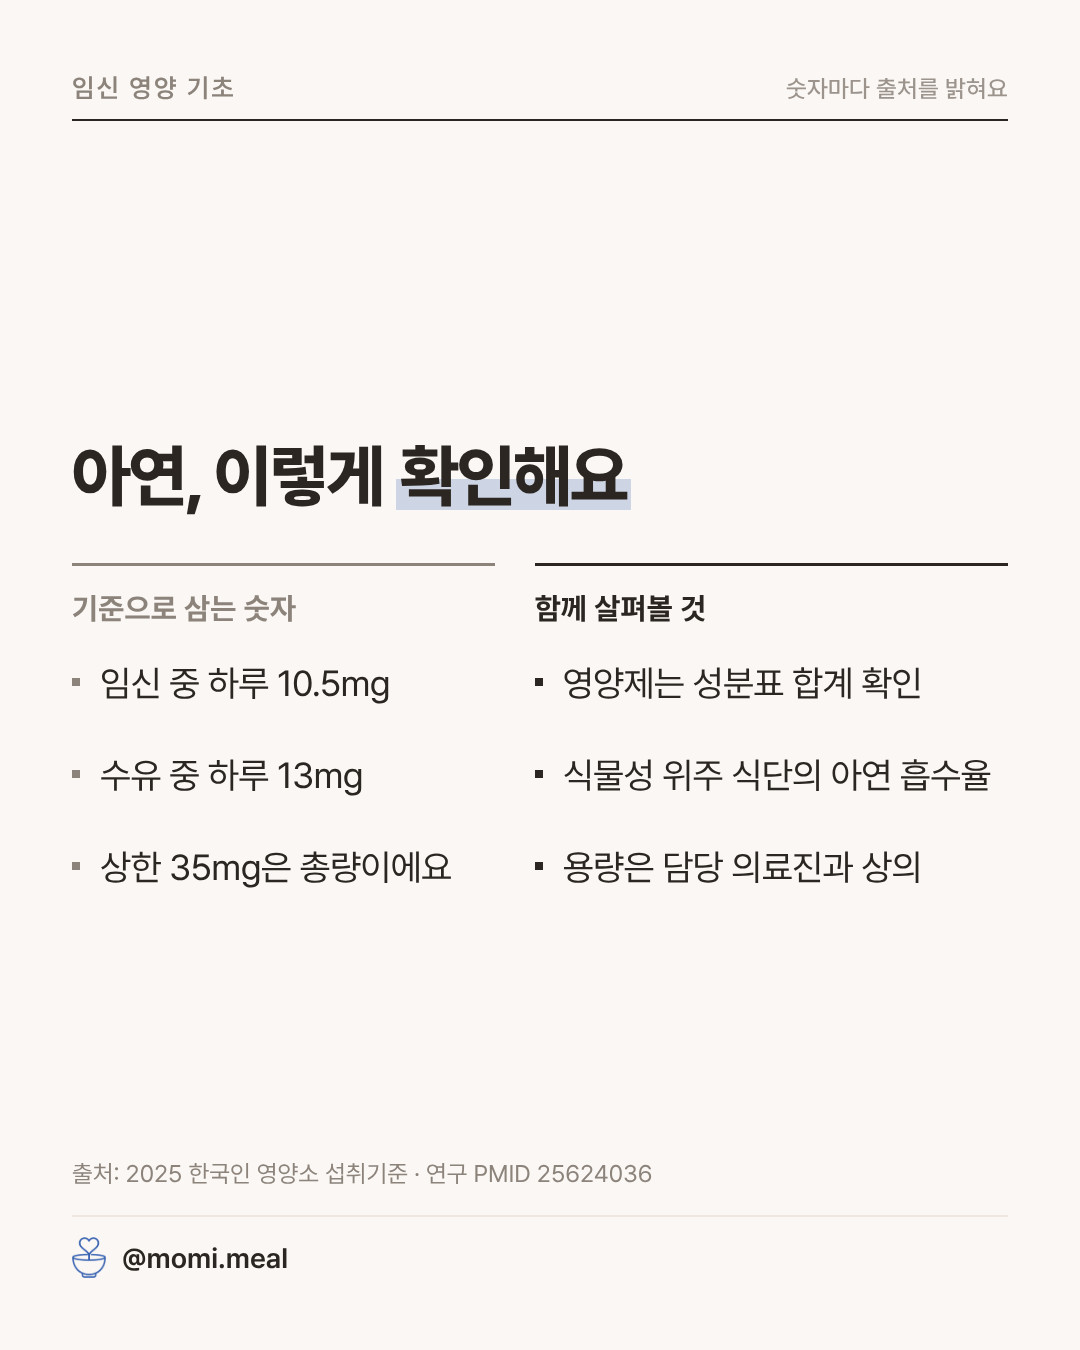 임신 영양 기초
숫자마다 출처를 밝혀요
아연, 이렇게 확인해요
기준으로 삼는 숫자
임신 중 하루 10.5mg
수유 중 하루 13mg
상한 35mg은 총량이에요
함께 살펴볼 것
영양제는 성분표 합계 확인
식물성 위주 식단의 아연 흡수율
용량은 담당 의료진과 상의
출처: 2025 한국인 영양소 섭취기준 · 연구 PMID 25624036
@momi.meal